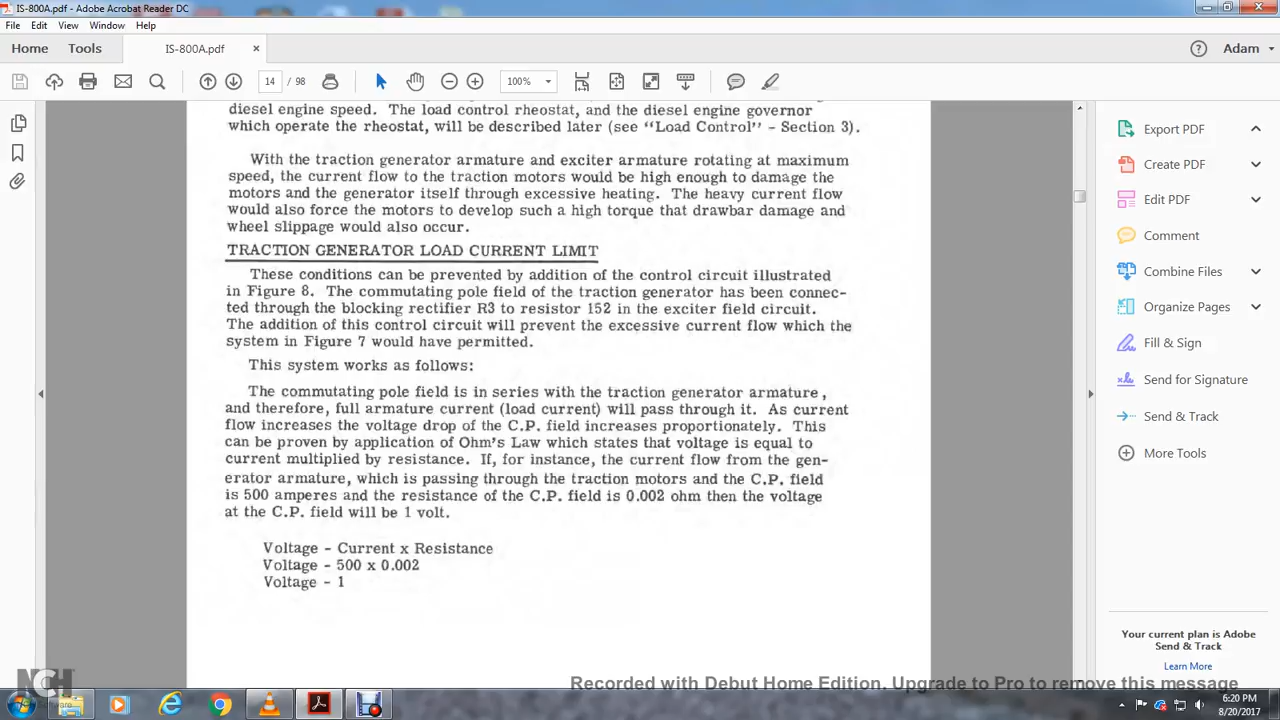 IS-800A.pdf - Adobe Acrobat Reader DC
File Edit View Window Help
Home Tools IS-800A.pdf × Adam
14 / 98 100%
diesel engine speed. The load control rheostat, and the diesel engine governor
which operate the rheostat, will be described later (see "Load Control" - Section 3).
With the traction generator armature and exciter armature rotating at maximum
speed, the current flow to the traction motors would be high enough to damage the
motors and the generator itself through excessive heating. The heavy current flow
would also force the motors to develop such a high torque that drawbar damage and
wheel slippage would also occur.
TRACTION GENERATOR LOAD CURRENT LIMIT
These conditions can be prevented by addition of the control circuit illustrated
in Figure 8. The commutating pole field of the traction generator has been connec-
ted through the blocking rectifier R3 to resistor 152 in the exciter field circuit.
The addition of this control circuit will prevent the excessive current flow which the
system in Figure 7 would have permitted.
This system works as follows:
The commutating pole field is in series with the traction generator armature,
and therefore, full armature current (load current) will pass through it. As current
flow increases the voltage drop of the C.P. field increases proportionately. This
can be proven by application of Ohm's Law which states that voltage is equal to
current multiplied by resistance. If, for instance, the current flow from the gen-
erator armature, which is passing through the traction motors and the C.P. field
is 500 amperes and the resistance of the C.P. field is 0.002 ohm then the voltage
at the C.P. field will be 1 volt.
Voltage - Current x Resistance
Voltage - 500 x 0.002
Voltage - 1
Export PDF
Create PDF
Edit PDF
Comment
Combine Files
Organize Pages
Fill & Sign
Send for Signature
Send & Track
More Tools
Your current plan is Adobe
Send & Track
Learn More
NCH
Recorded with Debut Home Edition. Upgrade to Pro to remove this message
6:20 PM
8/20/2017